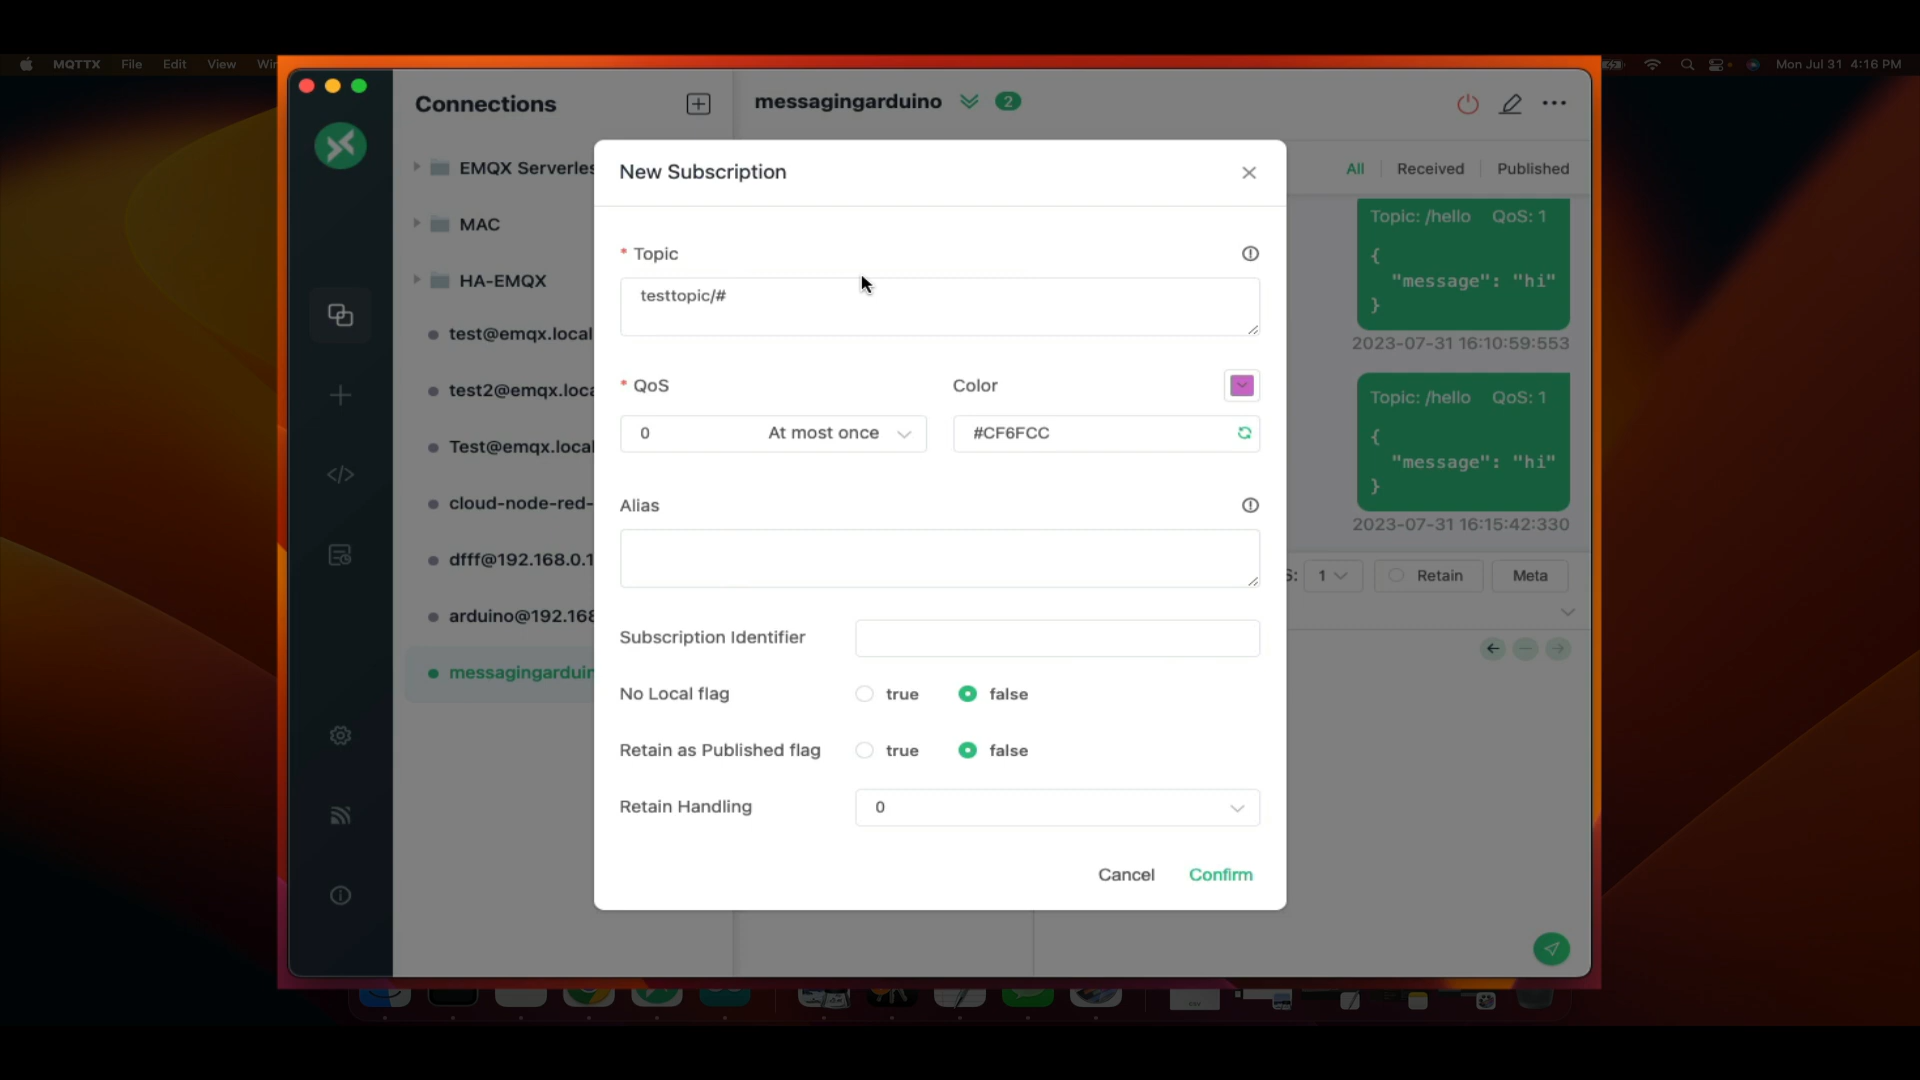 MQTTX File Edit View
Mon Jul 31 4:16 PM
Connections
messagingarduino 2
EMQX
MAC
HA-EMQX
test@emqx.local
Test@emqx.local
cloud-node-red-
dfff@192.168.0.1
arduino@192.168
All Received Published
Topic: /hello QoS: 1
{
"message": "hi"
}
2023-07-31 16:10:59:553
Topic: /hello QoS: 1
{
"message": "hi"
}
2023-07-31 16:15:42:330
1 Retain Meta
New Subscription
* Topic
testtopic/#
* QoS Color
0 At most once #CF6FCC
Alias
Subscription Identifier
No Local flag true false
Retain as Published flag true false
Retain Handling 0
Cancel Confirm